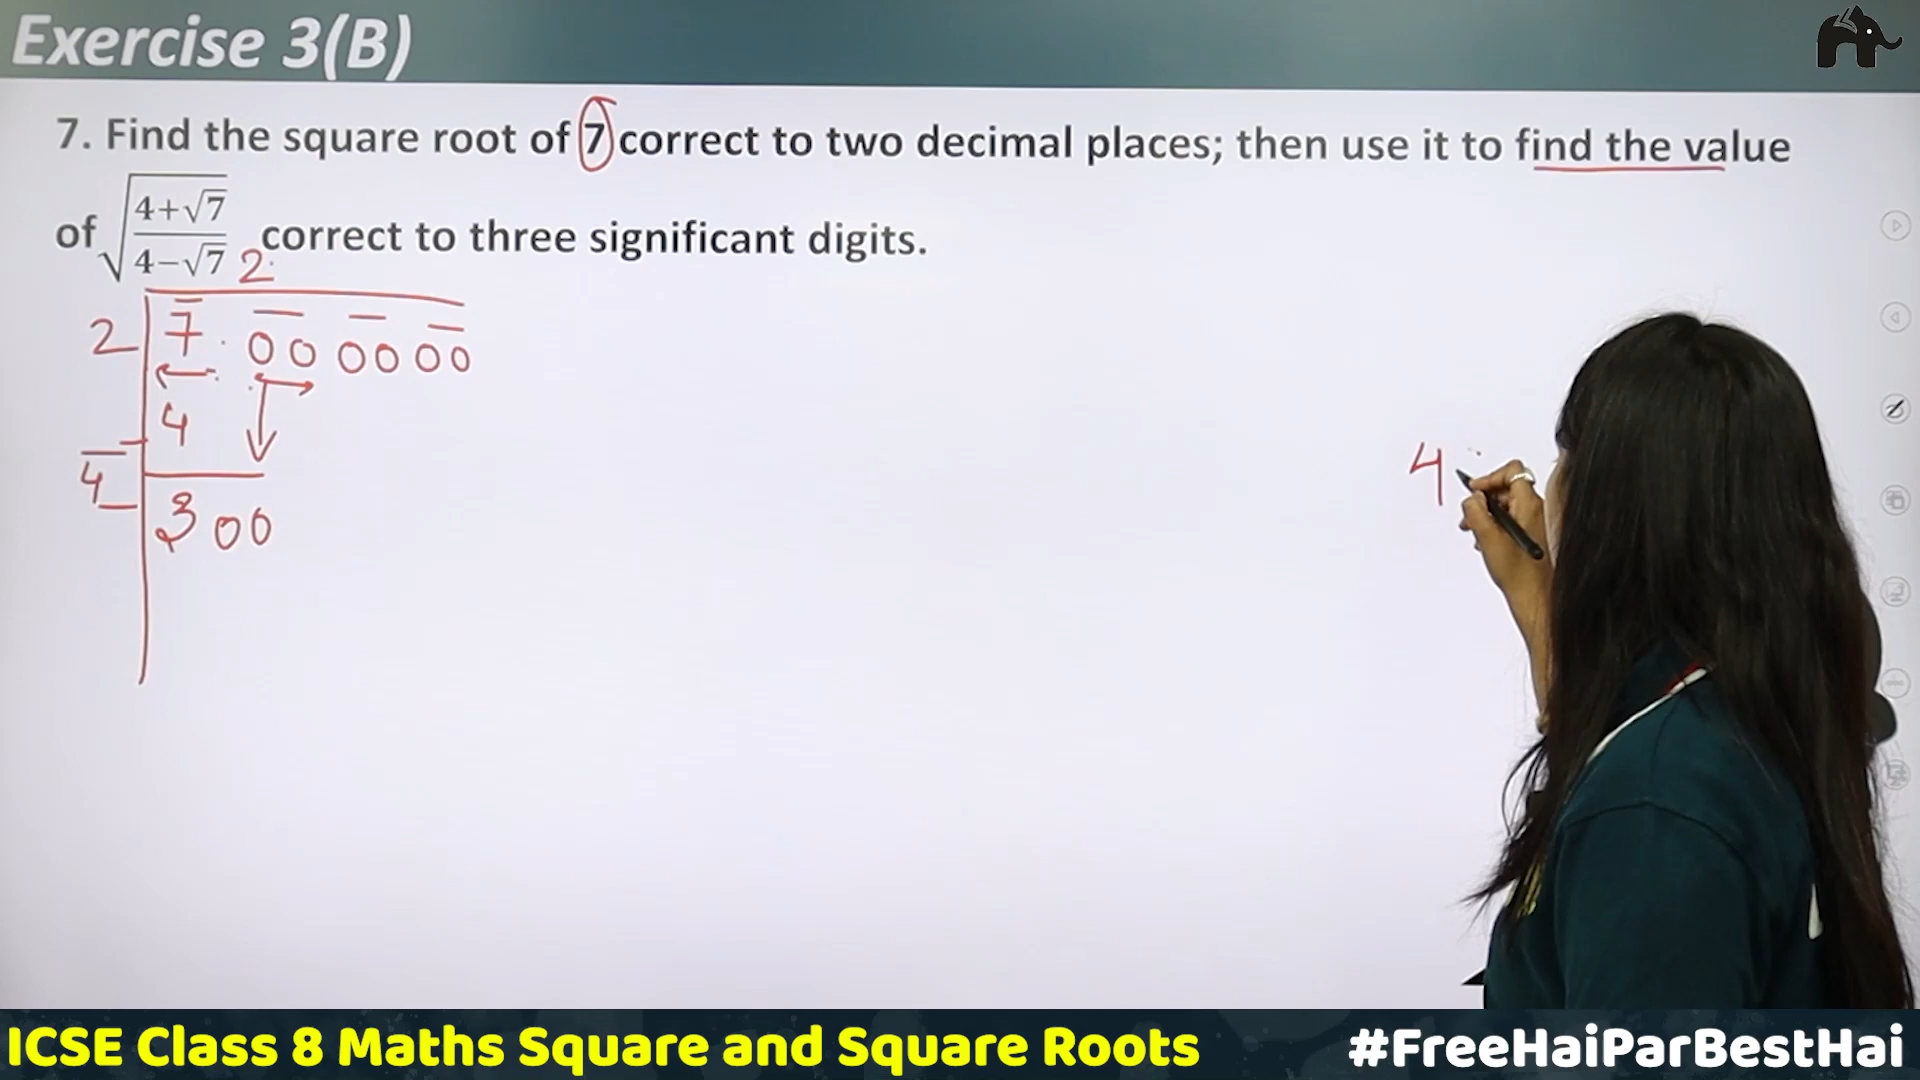 Exercise 3(B)
7. Find the square root of 7 correct to two decimal places; then use it to find the value
of √((4+√7)/(4−√7)) correct to three significant digits.
2.
2 7 . 00 00 00
4
4 300
4
ICSE Class 8 Maths Square and Square Roots
#FreeHaiParBestHai